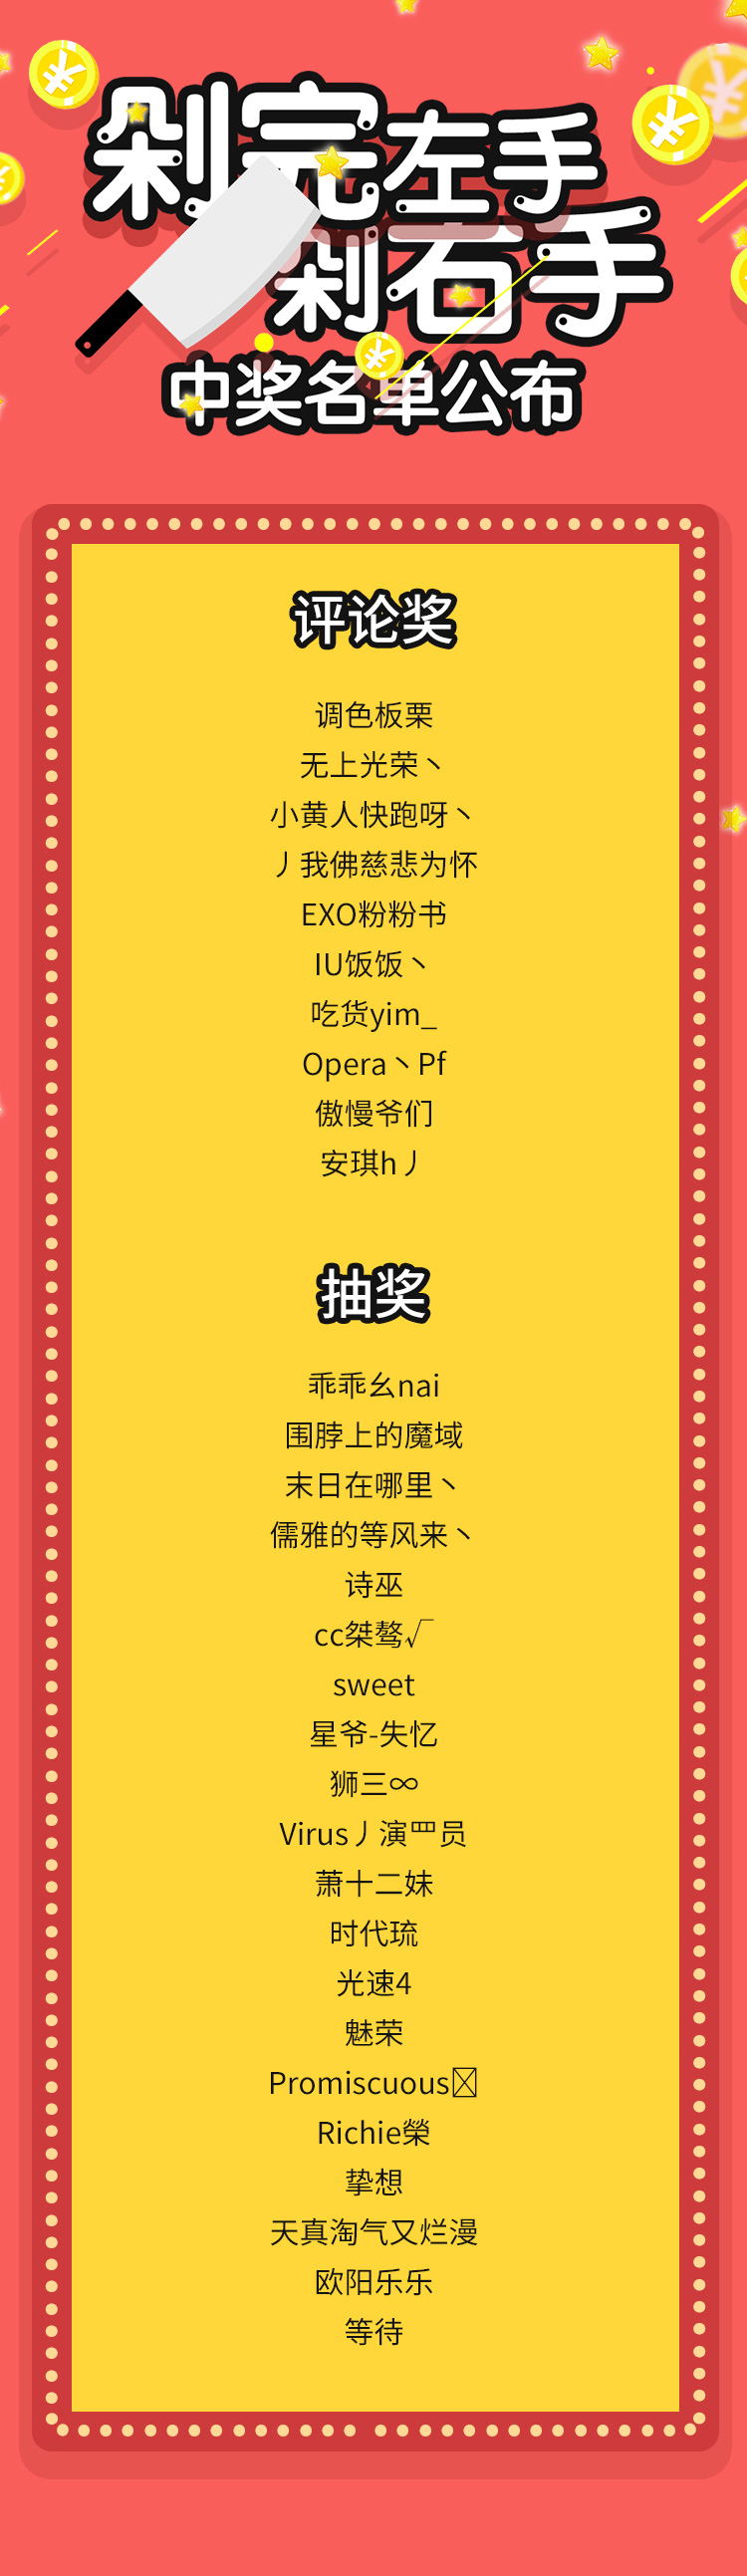 剁完左手
剁右手
中奖名单公布
评论奖
调色板栗
无上光荣丶
小黄人快跑呀丶
丿我佛慈悲为怀
EXO粉粉书
IU饭饭丶
吃货yim_
Opera丶Pf
傲慢爷们
安琪h丿
抽奖
乖乖幺nai
围脖上的魔域
末日在哪里丶
儒雅的等风来丶
诗巫
cc桀骜√
sweet
星爷-失忆
狮三∞
Virus丿演罒员
萧十二妹
时代琉
光速4
魅荣
Promiscuous
Richie榮
挚想
天真淘气又烂漫
欧阳乐乐
等待